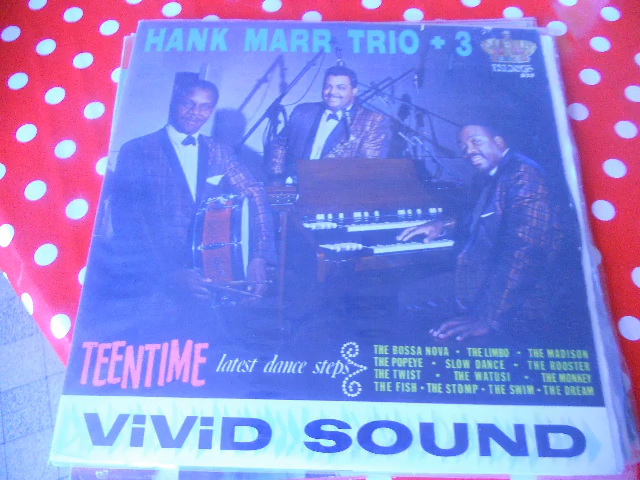 HANK MARR TRIO + 3
TEENTIME latest dance steps
THE BOSSA NOVA • THE LIMBO • THE MADISON
THE POPEYE • SLOW DANCE • THE ROOSTER
THE TWIST • THE WATUSI • THE MONKEY
THE FISH • THE STOMP • THE SWIM • THE DREAM
ViViD SOUND